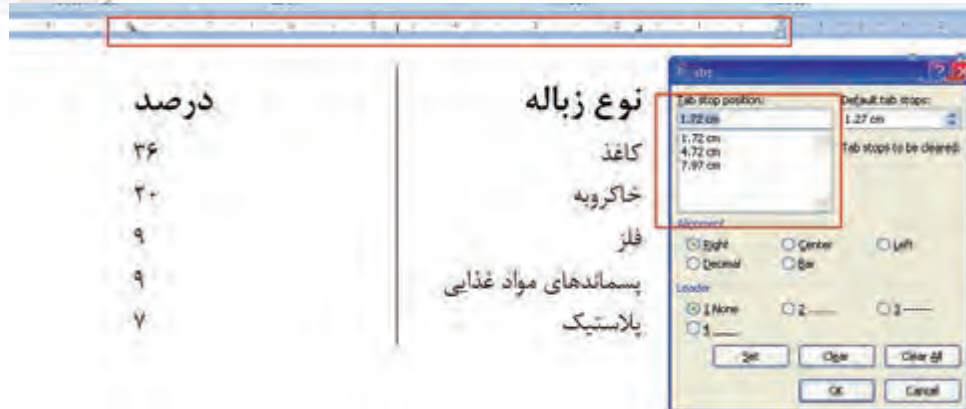 نوع زباله درصد
کاغذ ۳۶
خاکروبه ۲۰
فلز ۹
پسماندهای مواد غذایی ۹
پلاستیک ۷
Tabs
Tab stop position: Default tab stops:
1.72 cm 1.27 cm
1.72 cm Tab stops to be cleared:
4.72 cm
7.97 cm
Alignment
Right Center Left
Decimal Bar
Leader
1 None 2 ...... 3 ------
4 ____
Set Clear Clear All
OK Cancel